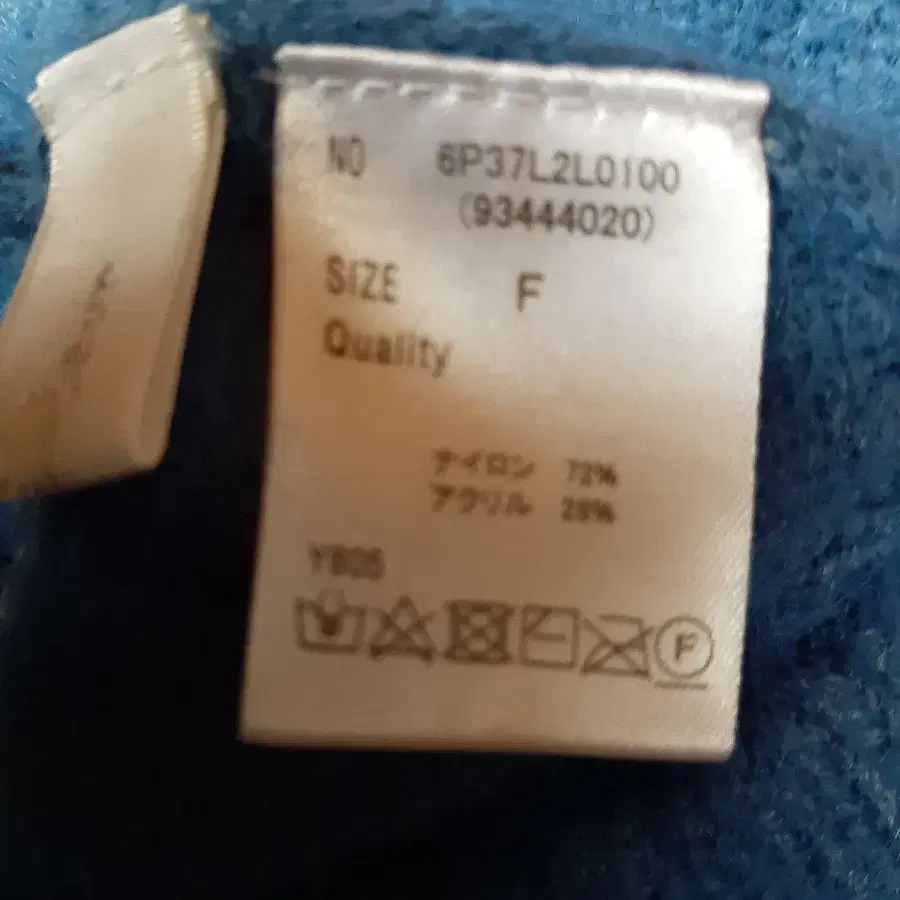 NO 6P37L2L0100
(93444020)
SIZE F
Quality
ナイロン 72%
アクリル 28%
YB05
F